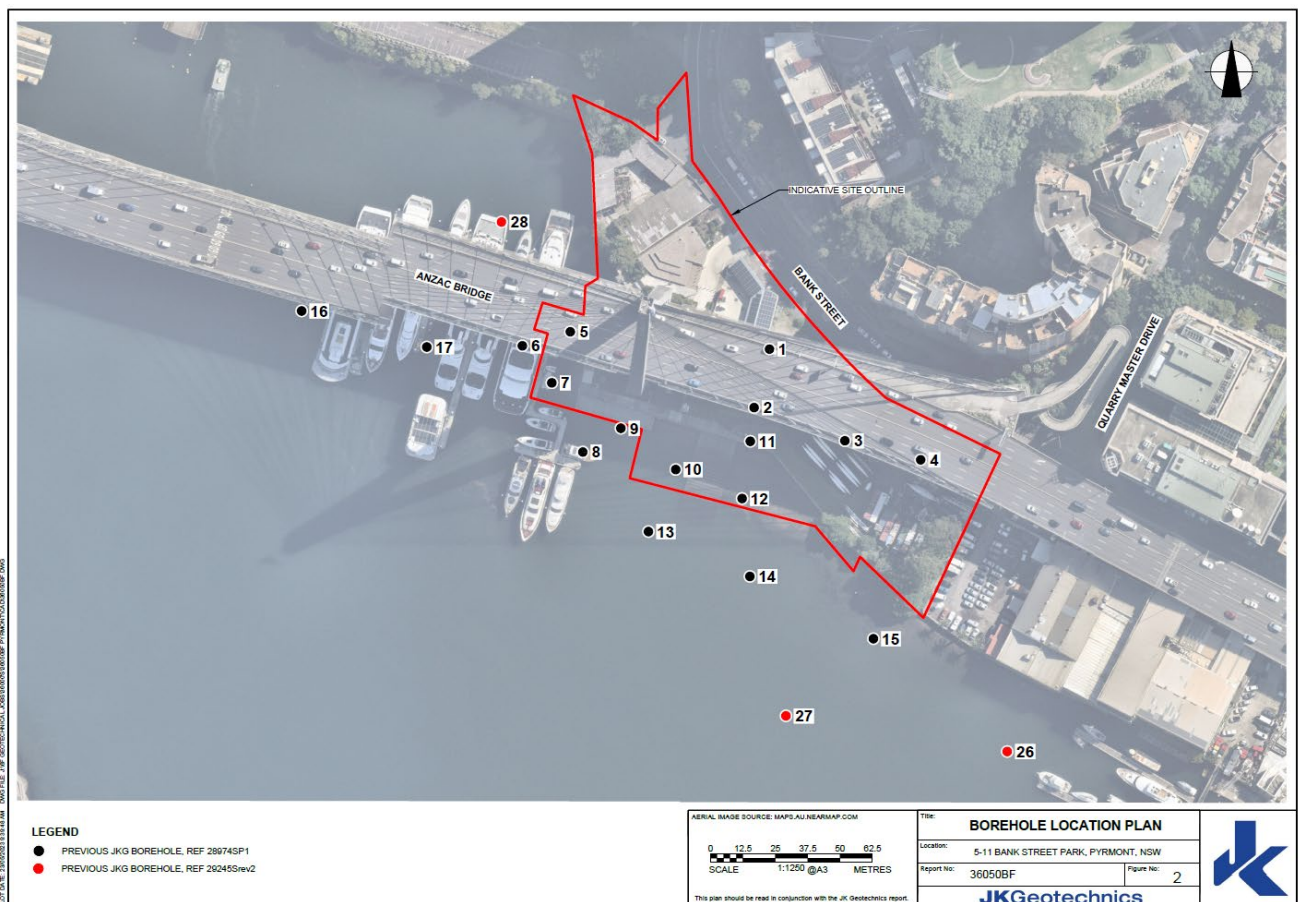 INDICATIVE SITE OUTLINE
28
ANZAC BRIDGE
BANK STREET
16
5
17
6
1
QUARRY MASTER DRIVE
7
2
9
11
3
8
4
10
12
13
14
15
27
26
LEGEND
PREVIOUS JKG BOREHOLE, REF 28974SP1
PREVIOUS JKG BOREHOLE, REF 29245Srev2
AERIAL IMAGE SOURCE: MAPS.AU.NEARMAP.COM
0 12.5 25 37.5 50 62.5
SCALE 1:1250 @A3 METRES
This plan should be read in conjunction with the JK Geotechnics report.
Title: BOREHOLE LOCATION PLAN
Location: 5-11 BANK STREET PARK, PYRMONT, NSW
Report No: 36050BF Figure No: 2
JKGeotechnics
JK